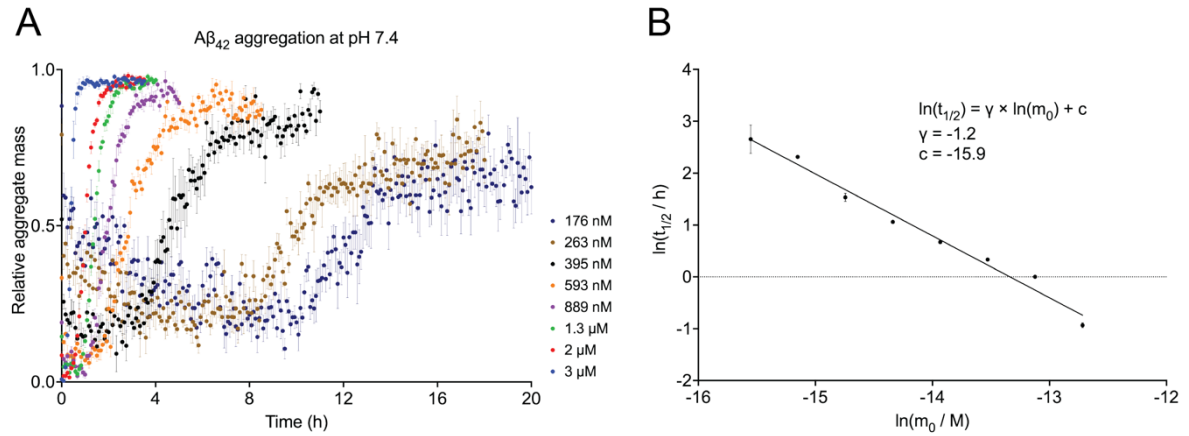 A
Aβ42 aggregation at pH 7.4
Relative aggregate mass
1.0
0.5
0.0
0
4
8
12
16
20
Time (h)
176 nM
263 nM
395 nM
593 nM
889 nM
1.3 µM
2 µM
3 µM
B
ln(t1/2 / h)
4
3
2
1
0
-1
-2
ln(t1/2) = γ × ln(m0) + c
γ = -1.2
c = -15.9
-16
-15
-14
-13
-12
ln(m0 / M)